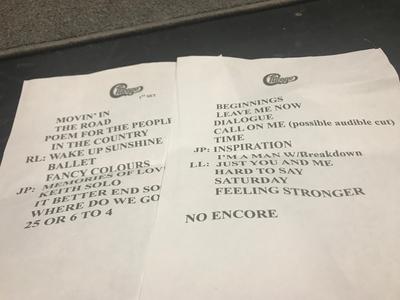 Chicago
1ST SET
MOVIN' IN
THE ROAD
POEM FOR THE PEOPLE
IN THE COUNTRY
RL: WAKE UP SUNSHINE
BALLET
FANCY COLOURS
JP: MEMORIES OF LOV
KEITH SOLO
IT BETTER END SO
WHERE DO WE GO
25 OR 6 TO 4
Chicago
BEGINNINGS
LEAVE ME NOW
DIALOGUE
CALL ON ME (possible audible cut)
TIME
JP: INSPIRATION
I'M A MAN W/Breakdown
LL: JUST YOU AND ME
HARD TO SAY
SATURDAY
FEELING STRONGER
NO ENCORE